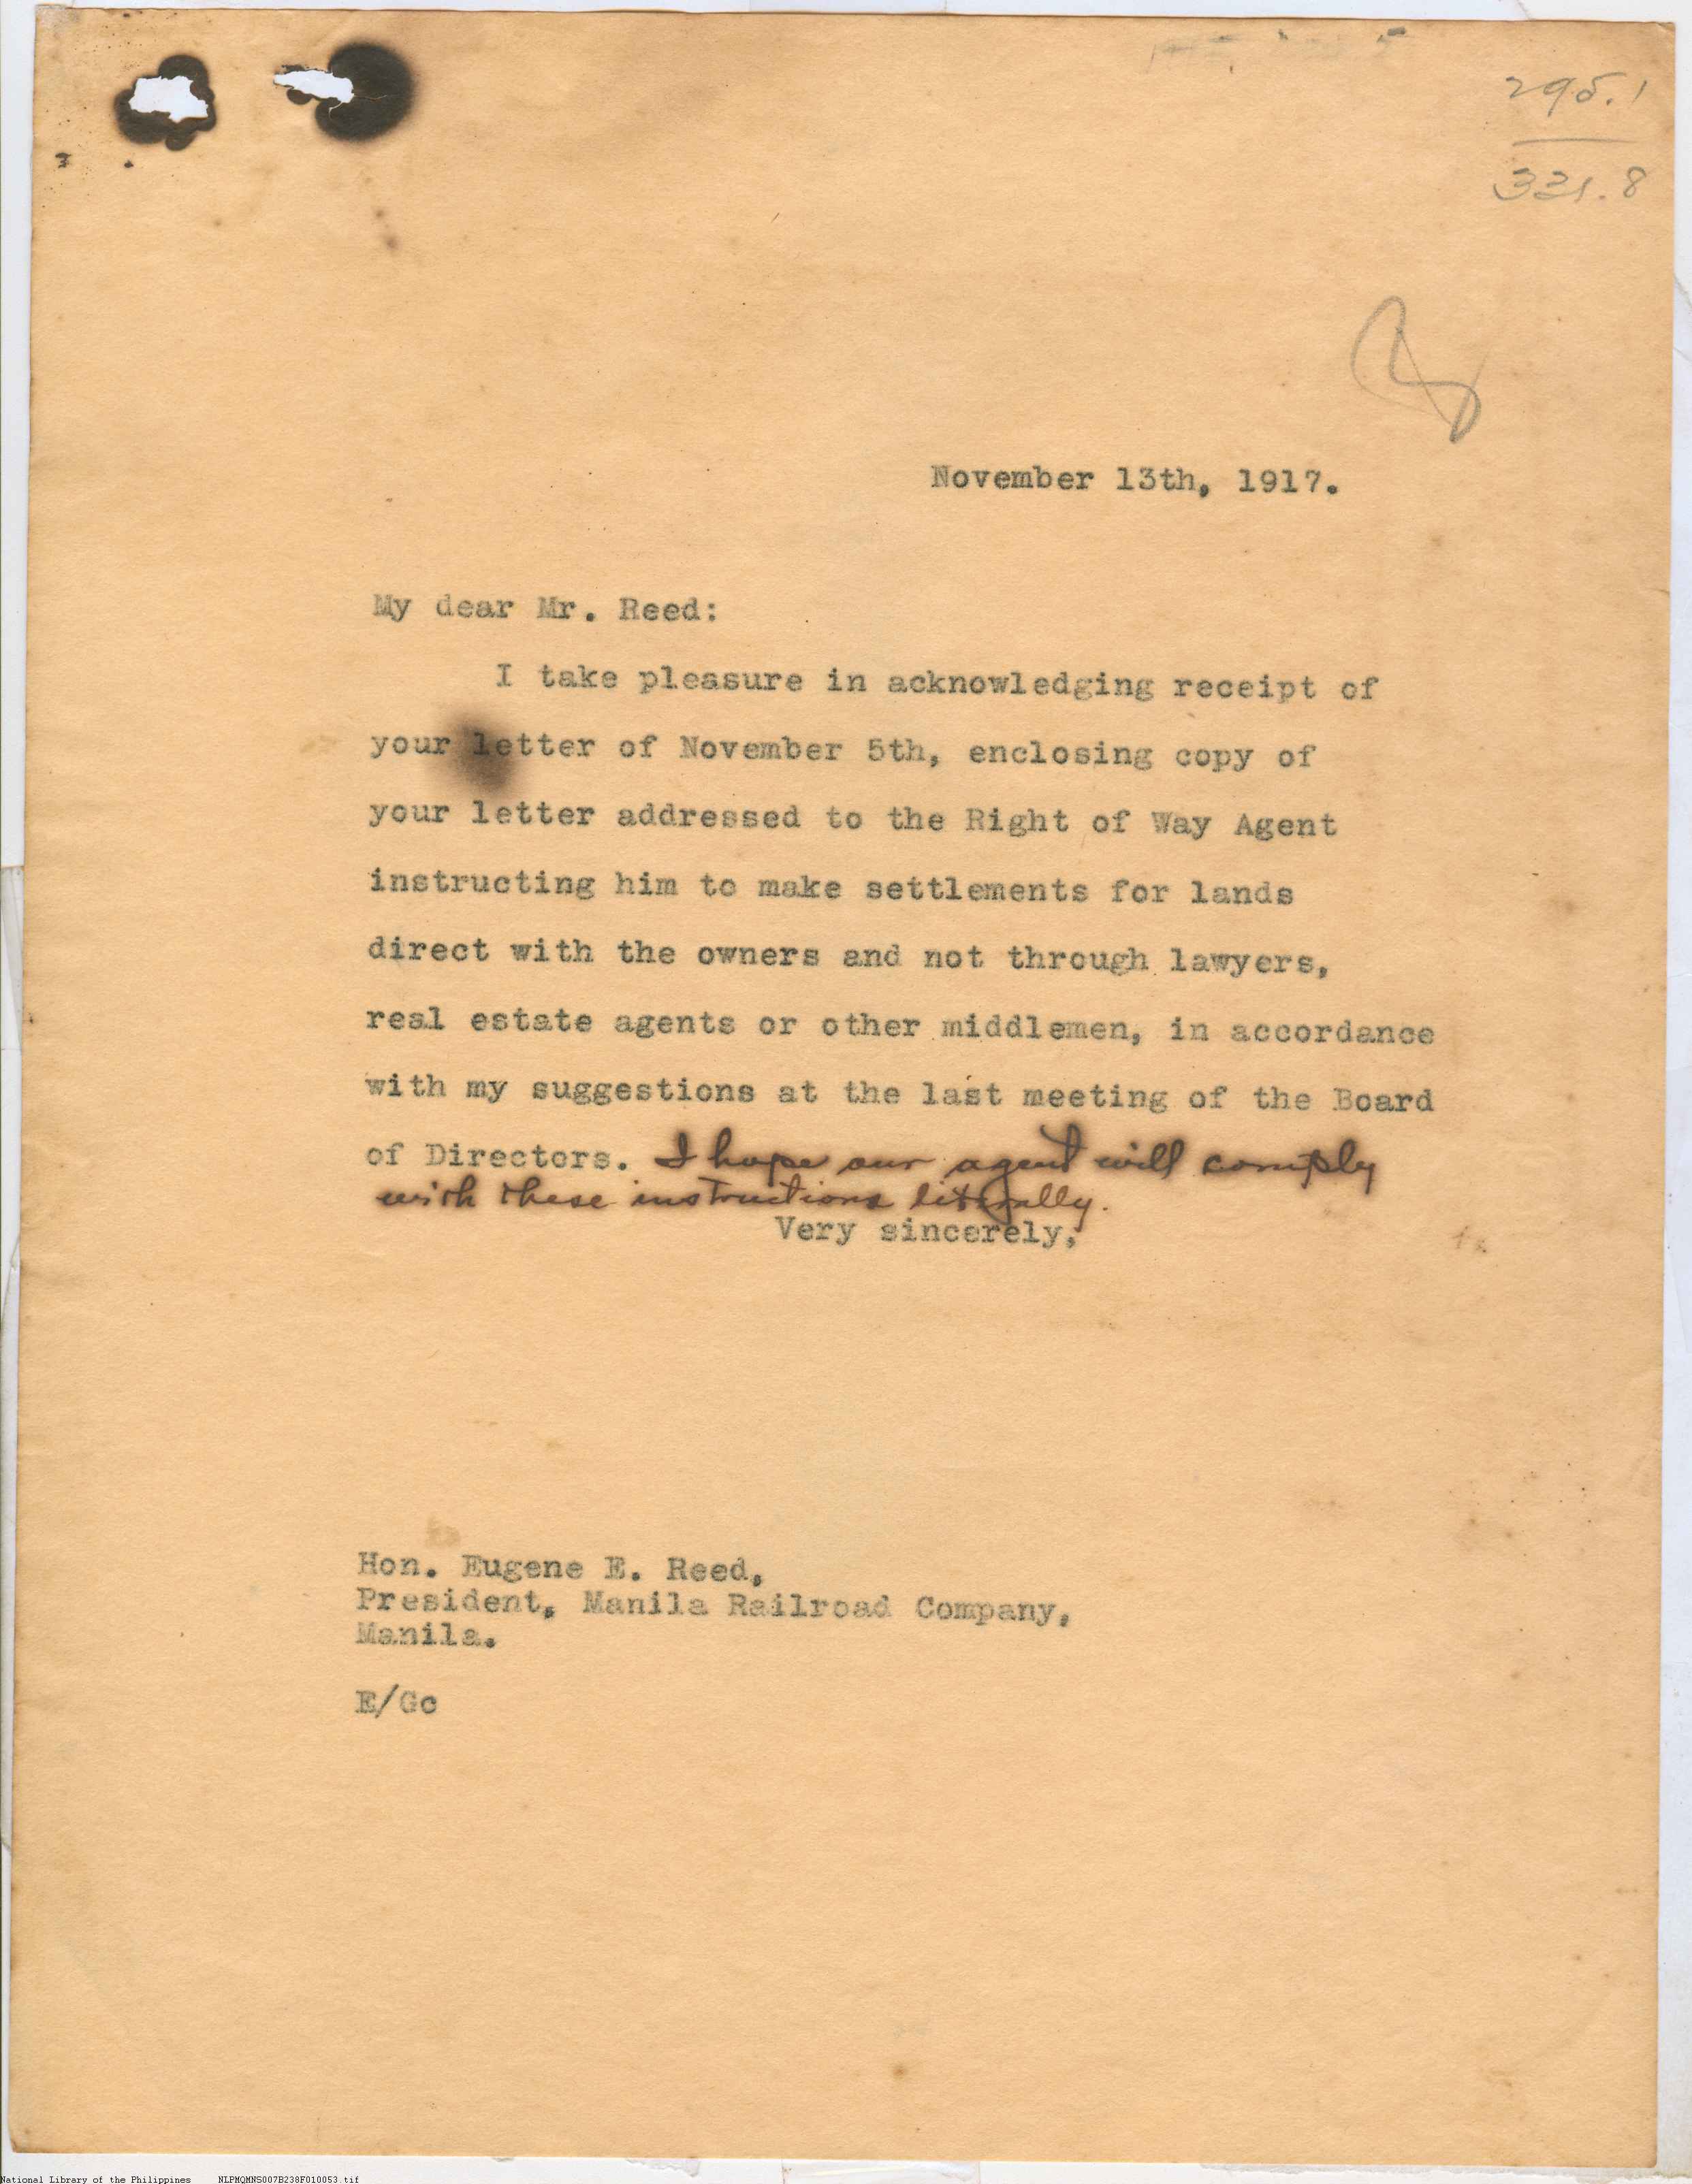 295.1
331.8
November 13th, 1917.
My dear Mr. Reed:
I take pleasure in acknowledging receipt of
your letter of November 5th, enclosing copy of
your letter addressed to the Right of Way Agent
instructing him to make settlements for lands
direct with the owners and not through lawyers,
real estate agents or other middlemen, in accordance
with my suggestions at the last meeting of the Board
of Directors. I hope our agent will comply
with these instructions literally.
Very sincerely,
Hon. Eugene E. Reed,
President, Manila Railroad Company,
Manila.
E/Gc
National Library of the Philippines NLPMQMNS007B238F010053.tif